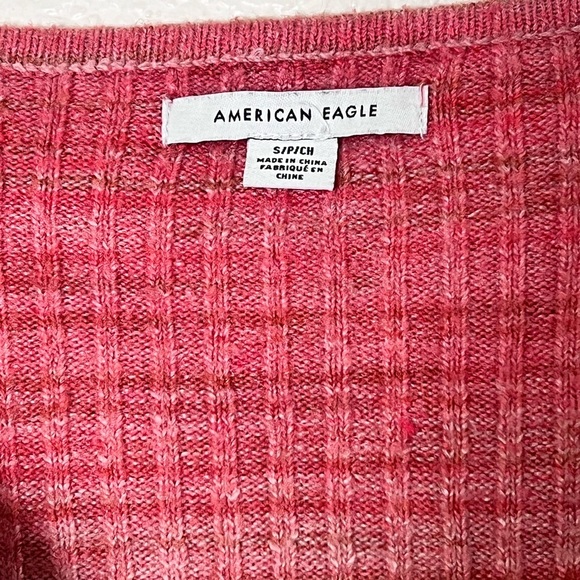 AMERICAN EAGLE
S/P/CH
MADE IN CHINA
FABRIQUÉ EN
CHINE